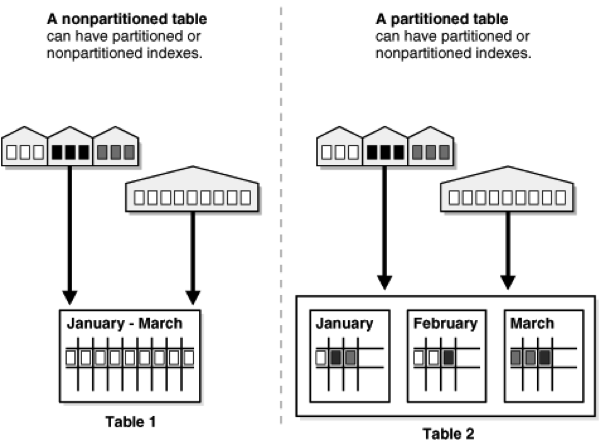 A nonpartitioned table
can have partitioned or
nonpartitioned indexes.
A partitioned table
can have partitioned or
nonpartitioned indexes.
January - March
Table 1
January
February
March
Table 2